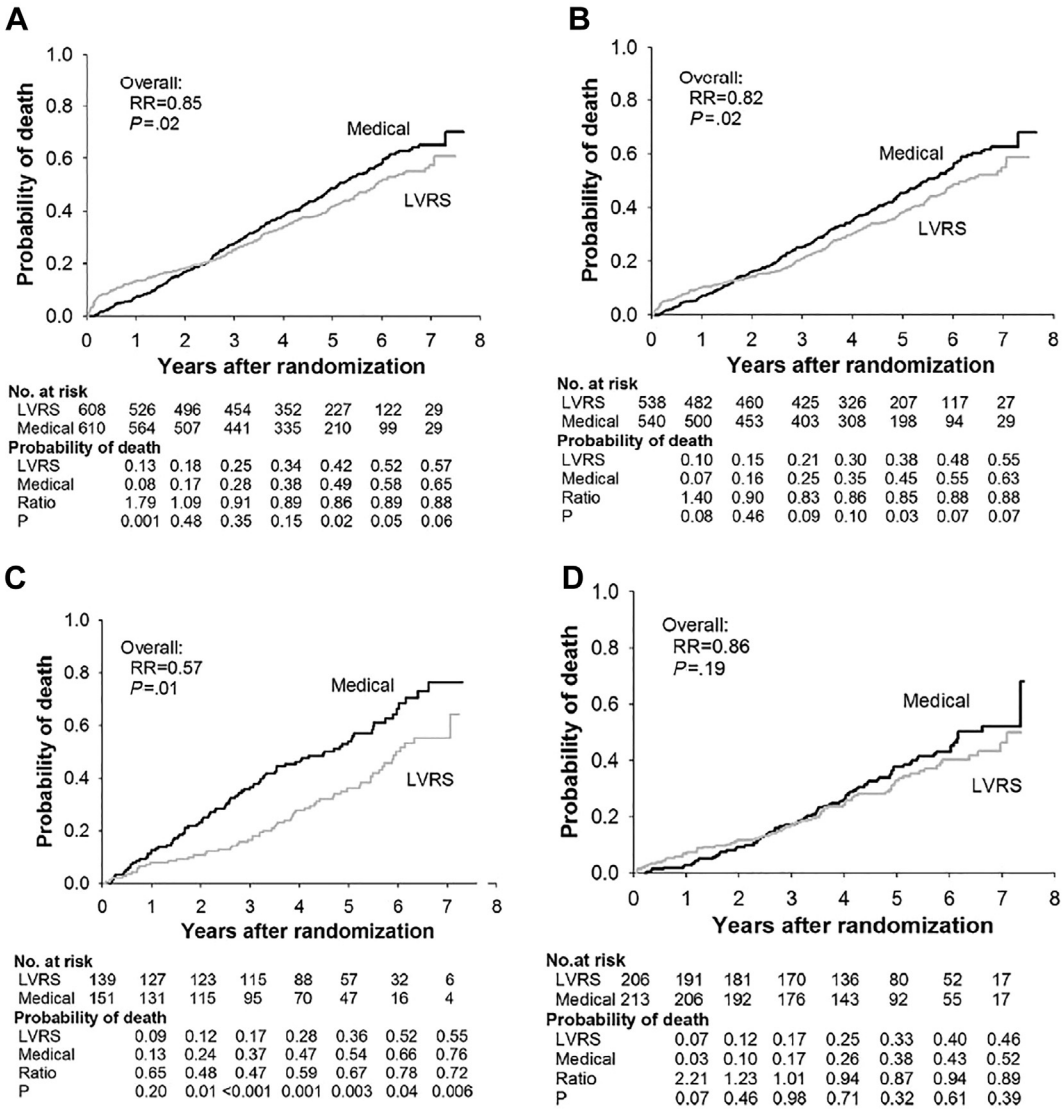 A
1.0
0.8
0.6
0.4
0.2
0.0
Probability of death
Overall:
RR=0.85
P=.02
Medical
LVRS
0 1 2 3 4 5 6 7 8
Years after randomization
No. at risk
LVRS 608 526 496 454 352 227 122 29
Medical 610 564 507 441 335 210 99 29
Probability of death
LVRS 0.13 0.18 0.25 0.34 0.42 0.52 0.57
Medical 0.08 0.17 0.28 0.38 0.49 0.58 0.65
Ratio 1.79 1.09 0.91 0.89 0.86 0.89 0.88
P 0.001 0.48 0.35 0.15 0.02 0.05 0.06
B
1.0
0.8
0.6
0.4
0.2
0.0
Probability of death
Overall:
RR=0.82
P=.02
Medical
LVRS
0 1 2 3 4 5 6 7 8
Years after randomization
No. at risk
LVRS 538 482 460 425 326 207 117 27
Medical 540 500 453 403 308 198 94 29
Probability of death
LVRS 0.10 0.15 0.21 0.30 0.38 0.48 0.55
Medical 0.07 0.16 0.25 0.35 0.45 0.55 0.63
Ratio 1.40 0.90 0.83 0.86 0.85 0.88 0.88
P 0.08 0.46 0.09 0.10 0.03 0.07 0.07
C
1.0
0.8
0.6
0.4
0.2
0.0
Probability of death
Overall:
RR=0.57
P=.01
Medical
LVRS
0 1 2 3 4 5 6 7 8
Years after randomization
No. at risk
LVRS 139 127 123 115 88 57 32 6
Medical 151 131 115 95 70 47 16 4
Probability of death
LVRS 0.09 0.12 0.17 0.28 0.36 0.52 0.55
Medical 0.13 0.24 0.37 0.47 0.54 0.66 0.76
Ratio 0.65 0.48 0.47 0.59 0.67 0.78 0.72
P 0.20 0.01 <0.001 0.001 0.003 0.04 0.006
D
1.0
0.8
0.6
0.4
0.2
0.0
Probability of death
Overall:
RR=0.86
P=.19
Medical
LVRS
0 1 2 3 4 5 6 7 8
Years after randomization
No.at risk
LVRS 206 191 181 170 136 80 52 17
Medical 213 206 192 176 143 92 55 17
Probability of death
LVRS 0.07 0.12 0.17 0.25 0.33 0.40 0.46
Medical 0.03 0.10 0.17 0.26 0.38 0.43 0.52
Ratio 2.21 1.23 1.01 0.94 0.87 0.94 0.89
P 0.07 0.46 0.98 0.71 0.32 0.61 0.39